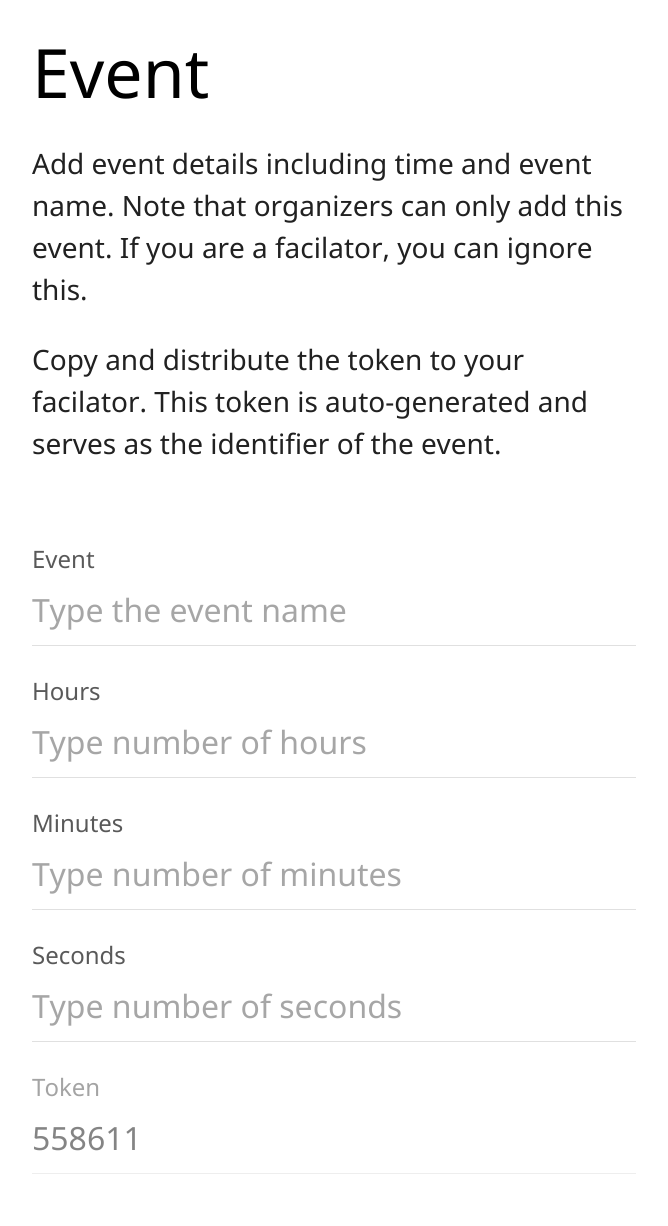 Event
Add event details including time and event
name. Note that organizers can only add this
event. If you are a facilator, you can ignore
this.
Copy and distribute the token to your
facilator. This token is auto-generated and
serves as the identifier of the event.
Event
Type the event name
Hours
Type number of hours
Minutes
Type number of minutes
Seconds
Type number of seconds
Token
558611